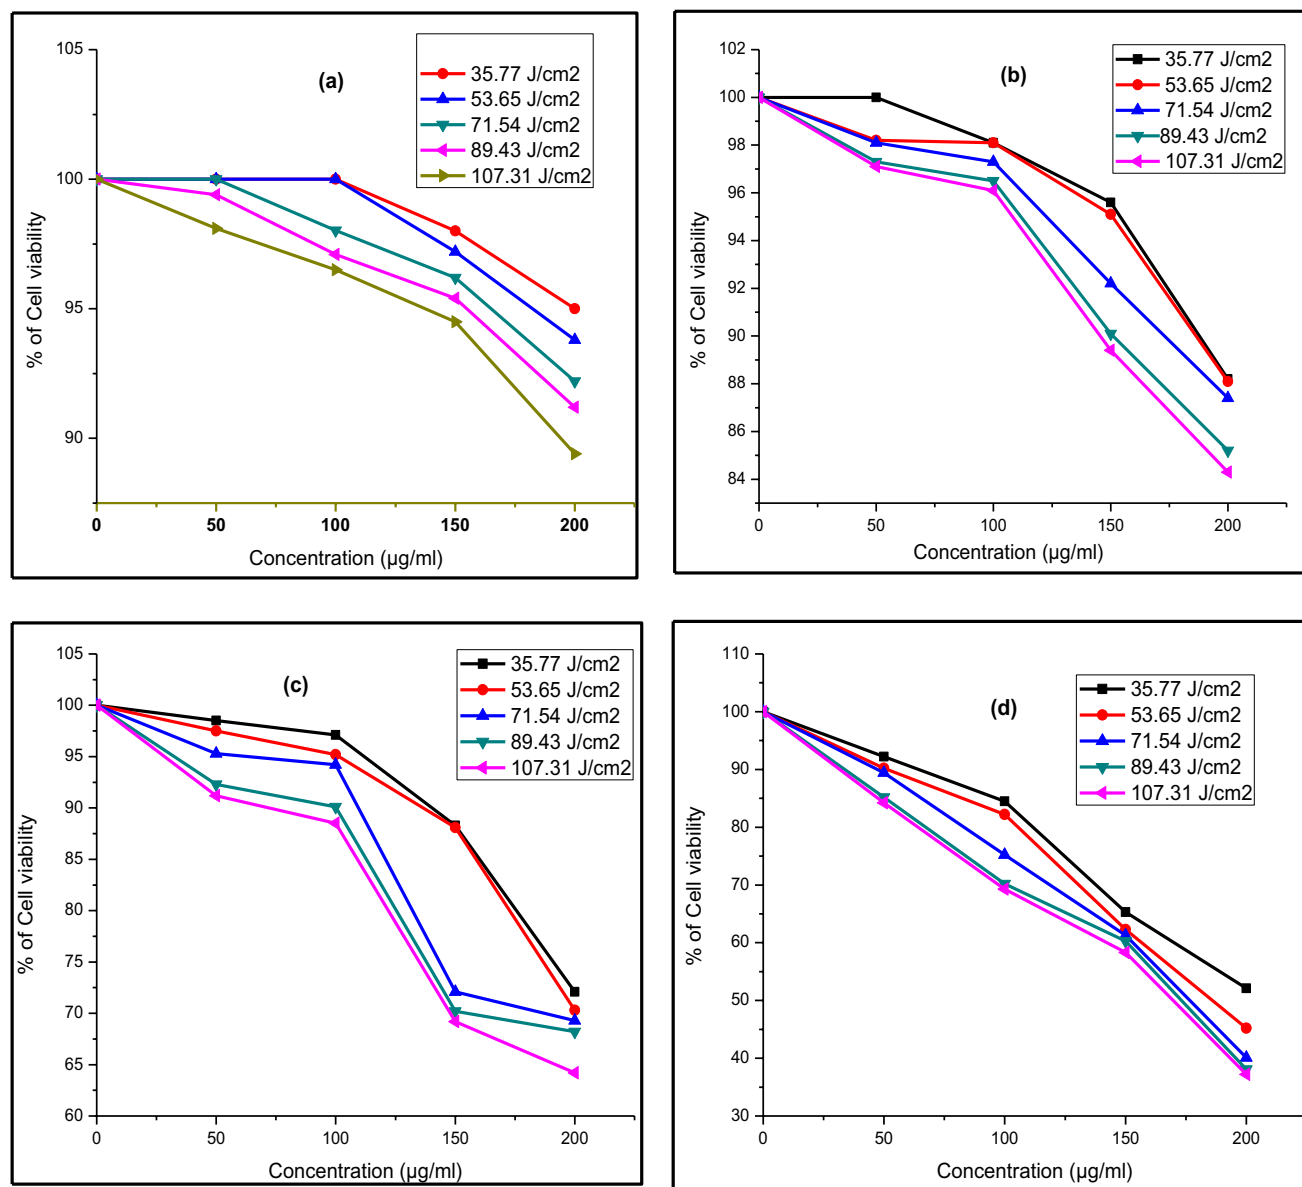 (a)
35.77 J/cm2
53.65 J/cm2
71.54 J/cm2
89.43 J/cm2
107.31 J/cm2
105
100
95
90
% of Cell viability
0 50 100 150 200
Concentration (µg/ml)
(b)
35.77 J/cm2
53.65 J/cm2
71.54 J/cm2
89.43 J/cm2
107.31 J/cm2
102
100
98
96
94
92
90
88
86
84
% of Cell viability
0 50 100 150 200
Concentration (µg/ml)
(c)
35.77 J/cm2
53.65 J/cm2
71.54 J/cm2
89.43 J/cm2
107.31 J/cm2
105
100
95
90
85
80
75
70
65
60
% of Cell viability
0 50 100 150 200
Concentration (µg/ml)
(d)
35.77 J/cm2
53.65 J/cm2
71.54 J/cm2
89.43 J/cm2
107.31 J/cm2
110
100
90
80
70
60
50
40
30
% of Cell viability
0 50 100 150 200
Concentration (µg/ml)